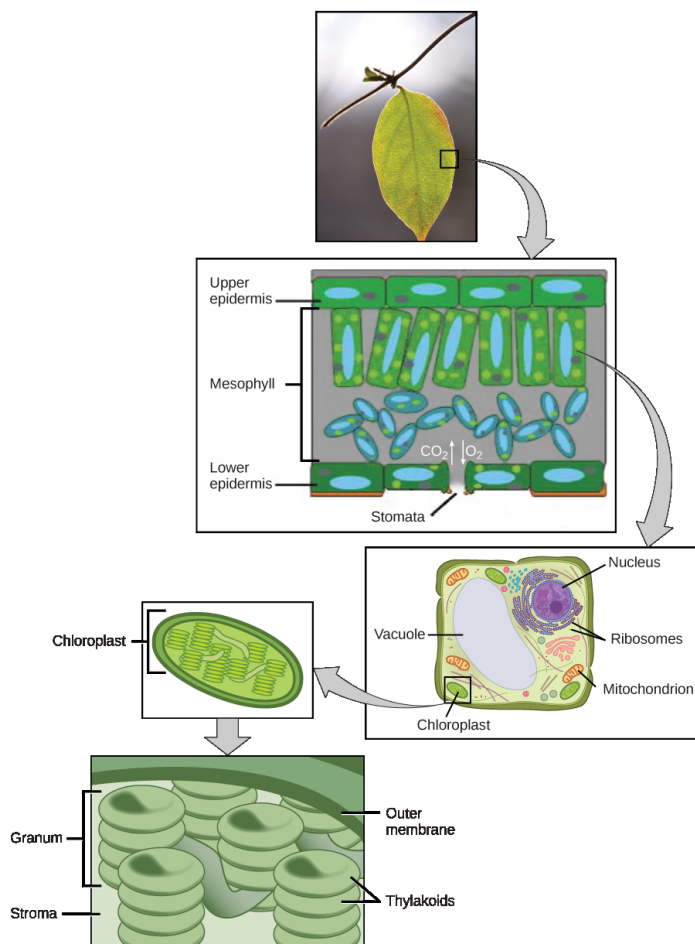 Upper
epidermis
Mesophyll
CO₂ O₂
Lower
epidermis
Stomata
Nucleus
Vacuole
Ribosomes
Mitochondrion
Chloroplast
Chloroplast
Outer
membrane
Granum
Thylakoids
Stroma